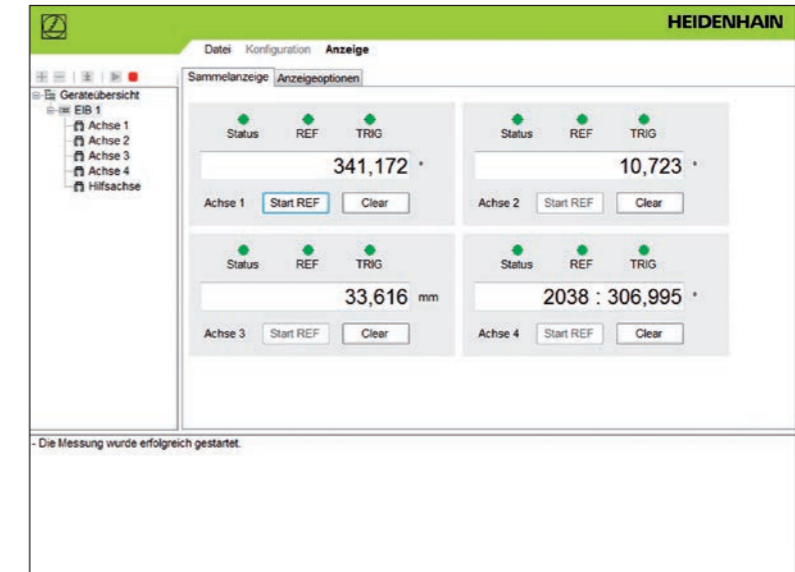 HEIDENHAIN
Datei Konfiguration Anzeige
Sammelanzeige Anzeigeoptionen
Geräteübersicht
EIB 1
Achse 1
Achse 2
Achse 3
Achse 4
Hilfsachse
Status REF TRIG
341,172 °
Achse 1 Start REF Clear
Status REF TRIG
10,723 °
Achse 2 Start REF Clear
Status REF TRIG
33,616 mm
Achse 3 Start REF Clear
Status REF TRIG
2038 : 306,995 °
Achse 4 Start REF Clear
- Die Messung wurde erfolgreich gestartet.